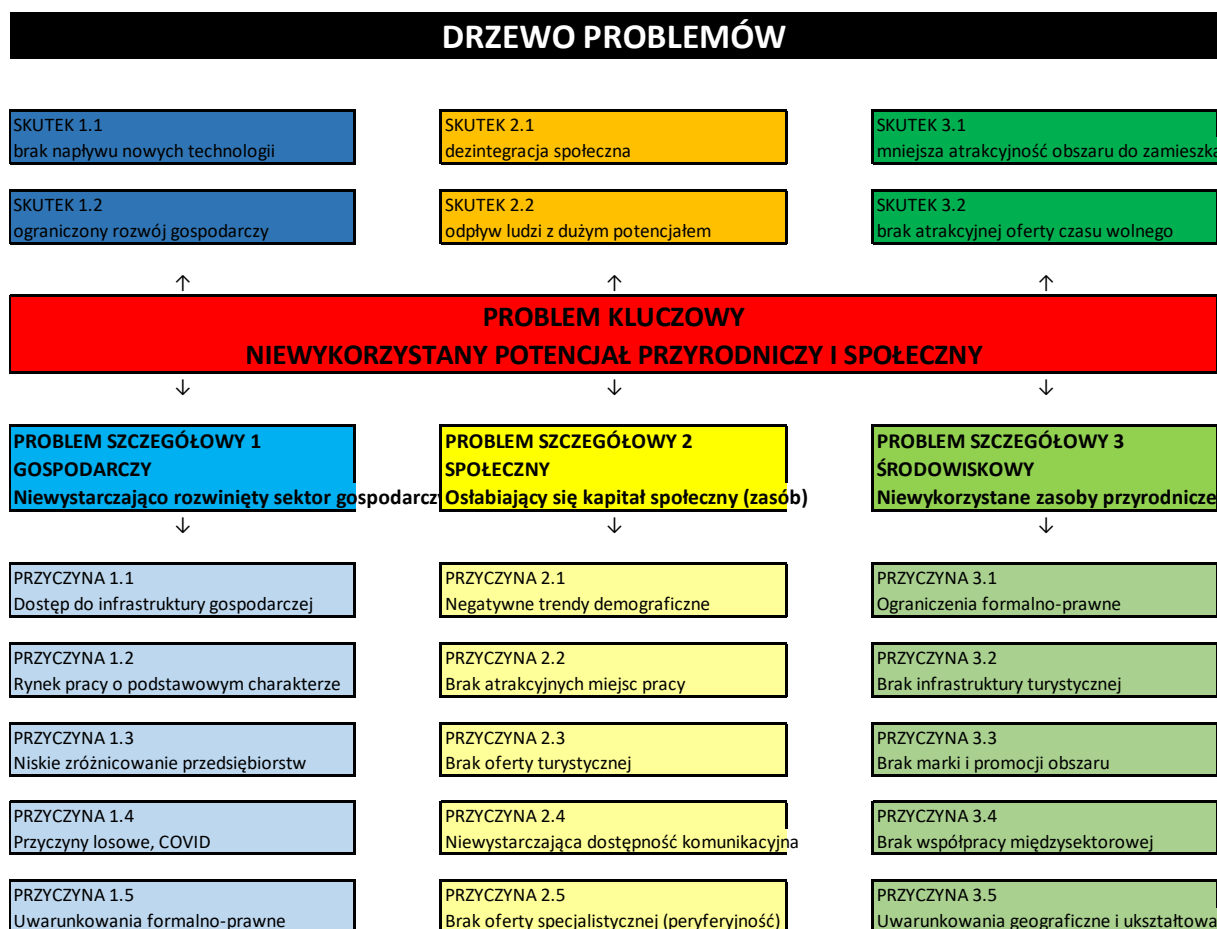 DRZEWO PROBLEMÓW
SKUTEK 1.1
brak napływu nowych technologii
SKUTEK 2.1
dezintegracja społeczna
SKUTEK 3.1
mniejsza atrakcyjność obszaru do zamieszka
SKUTEK 1.2
ograniczony rozwój gospodarczy
SKUTEK 2.2
odpływ ludzi z dużym potencjałem
SKUTEK 3.2
brak atrakcyjnej oferty czasu wolnego
↑ ↑ ↑
PROBLEM KLUCZOWY
NIEWYKORZYSTANY POTENCJAŁ PRZYRODNICZY I SPOŁECZNY
↓ ↓ ↓
PROBLEM SZCZEGÓŁOWY 1
GOSPODARCZY
Niewystarczająco rozwinięty sektor gospodarcz
PROBLEM SZCZEGÓŁOWY 2
SPOŁECZNY
Osłabiający się kapitał społeczny (zasób)
PROBLEM SZCZEGÓŁOWY 3
ŚRODOWISKOWY
Niewykorzystane zasoby przyrodnicze
↓ ↓ ↓
PRZYCZYNA 1.1
Dostęp do infrastruktury gospodarczej
PRZYCZYNA 2.1
Negatywne trendy demograficzne
PRZYCZYNA 3.1
Ograniczenia formalno-prawne
PRZYCZYNA 1.2
Rynek pracy o podstawowym charakterze
PRZYCZYNA 2.2
Brak atrakcyjnych miejsc pracy
PRZYCZYNA 3.2
Brak infrastruktury turystycznej
PRZYCZYNA 1.3
Niskie zróżnicowanie przedsiębiorstw
PRZYCZYNA 2.3
Brak oferty turystycznej
PRZYCZYNA 3.3
Brak marki i promocji obszaru
PRZYCZYNA 1.4
Przyczyny losowe, COVID
PRZYCZYNA 2.4
Niewystarczająca dostępność komunikacyjna
PRZYCZYNA 3.4
Brak współpracy międzysektorowej
PRZYCZYNA 1.5
Uwarunkowania formalno-prawne
PRZYCZYNA 2.5
Brak oferty specjalistycznej (peryferyjność)
PRZYCZYNA 3.5
Uwarunkowania geograficzne i ukształtowa